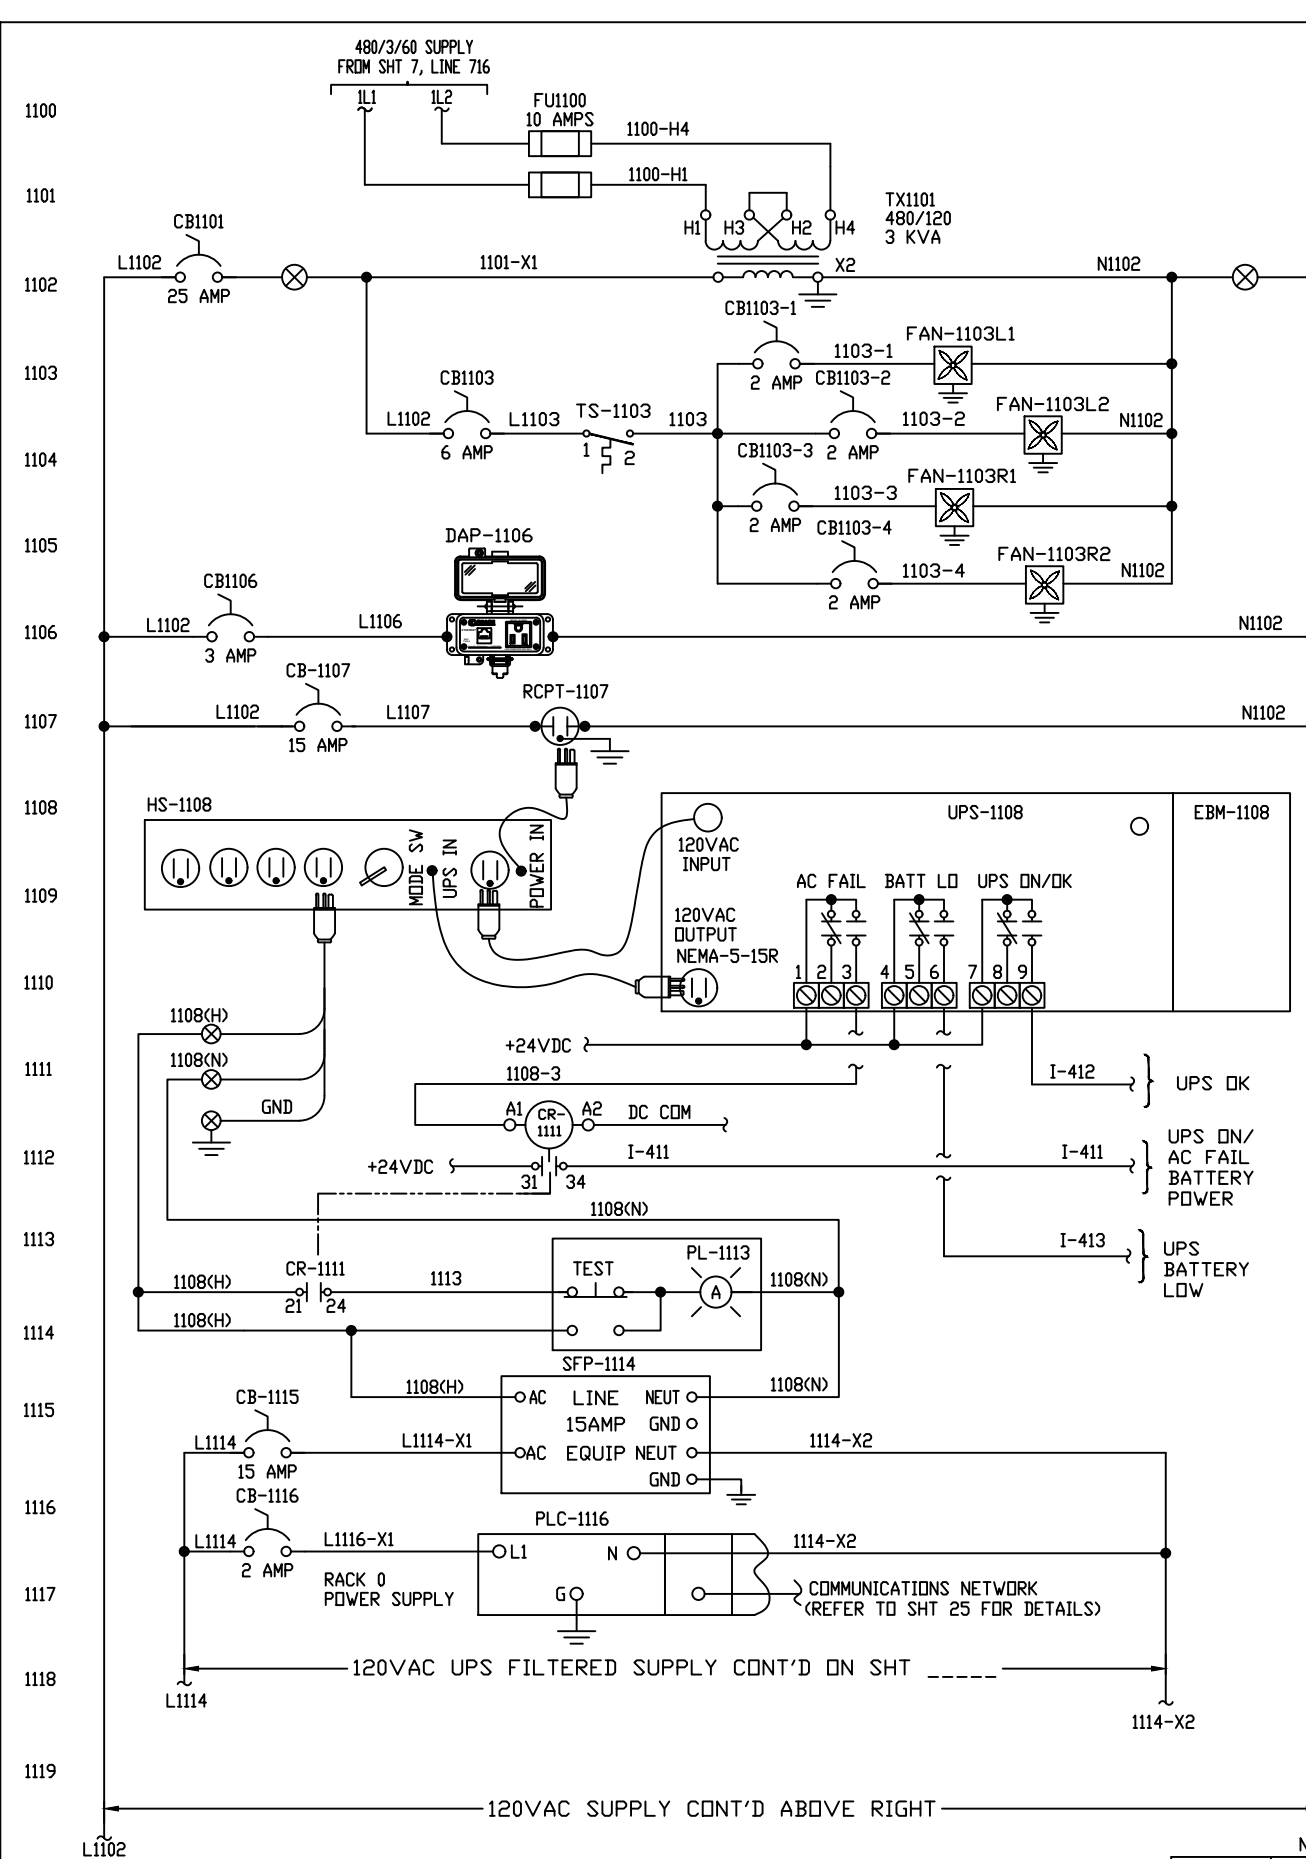 480/3/60 SUPPLY
FROM SHT 7, LINE 716
1L1 1L2
FU1100
10 AMPS
1100
1100-H4
1100-H1
1101
TX1101
480/120
3 KVA
H1 H3 H2 H4
CB1101
L1102
25 AMP
1101-X1
X2
N1102
1102
CB1103-1
FAN-1103L1
1103-1
2 AMP
1103
CB1103
CB1103-2
FAN-1103L2
L1102
L1103
TS-1103
1103
1103-2
N1102
6 AMP
1 2
2 AMP
1104
CB1103-3
FAN-1103R1
1103-3
2 AMP
CB1103-4
1105
DAP-1106
FAN-1103R2
1103-4
N1102
2 AMP
CB1106
1106
L1102
L1106
N1102
3 AMP
CB-1107
RCPT-1107
1107
L1102
L1107
N1102
15 AMP
1108
HS-1108
UPS-1108
EBM-1108
MODE SW
UPS IN
POWER IN
120VAC
INPUT
1109
AC FAIL BATT LO UPS ON/OK
120VAC
OUTPUT
NEMA-5-15R
1110
1 2 3 4 5 6 7 8 9
1108(H)
+24VDC
1108(N)
1111
1108-3
I-412
UPS OK
GND
A1 CR-
1111
A2
DC COM
1112
+24VDC
I-411
I-411
UPS ON/
AC FAIL
BATTERY
POWER
31 34
1108(N)
1113
I-413
UPS
BATTERY
LOW
CR-1111
TEST
PL-1113
1108(H)
1113
A
1108(N)
21 24
1108(H)
1114
SFP-1114
1108(H)
AC LINE NEUT
1108(N)
1115
CB-1115
15AMP GND
L1114
L1114-X1
AC EQUIP NEUT
1114-X2
15 AMP
GND
CB-1116
1116
PLC-1116
L1114
L1116-X1
L1
N
1114-X2
2 AMP
RACK 0
POWER SUPPLY
1117
G
COMMUNICATIONS NETWORK
(REFER TO SHT 25 FOR DETAILS)
120VAC UPS FILTERED SUPPLY CONT'D ON SHT _____
1118
L1114
1114-X2
1119
120VAC SUPPLY CONT'D ABOVE RIGHT
L1102